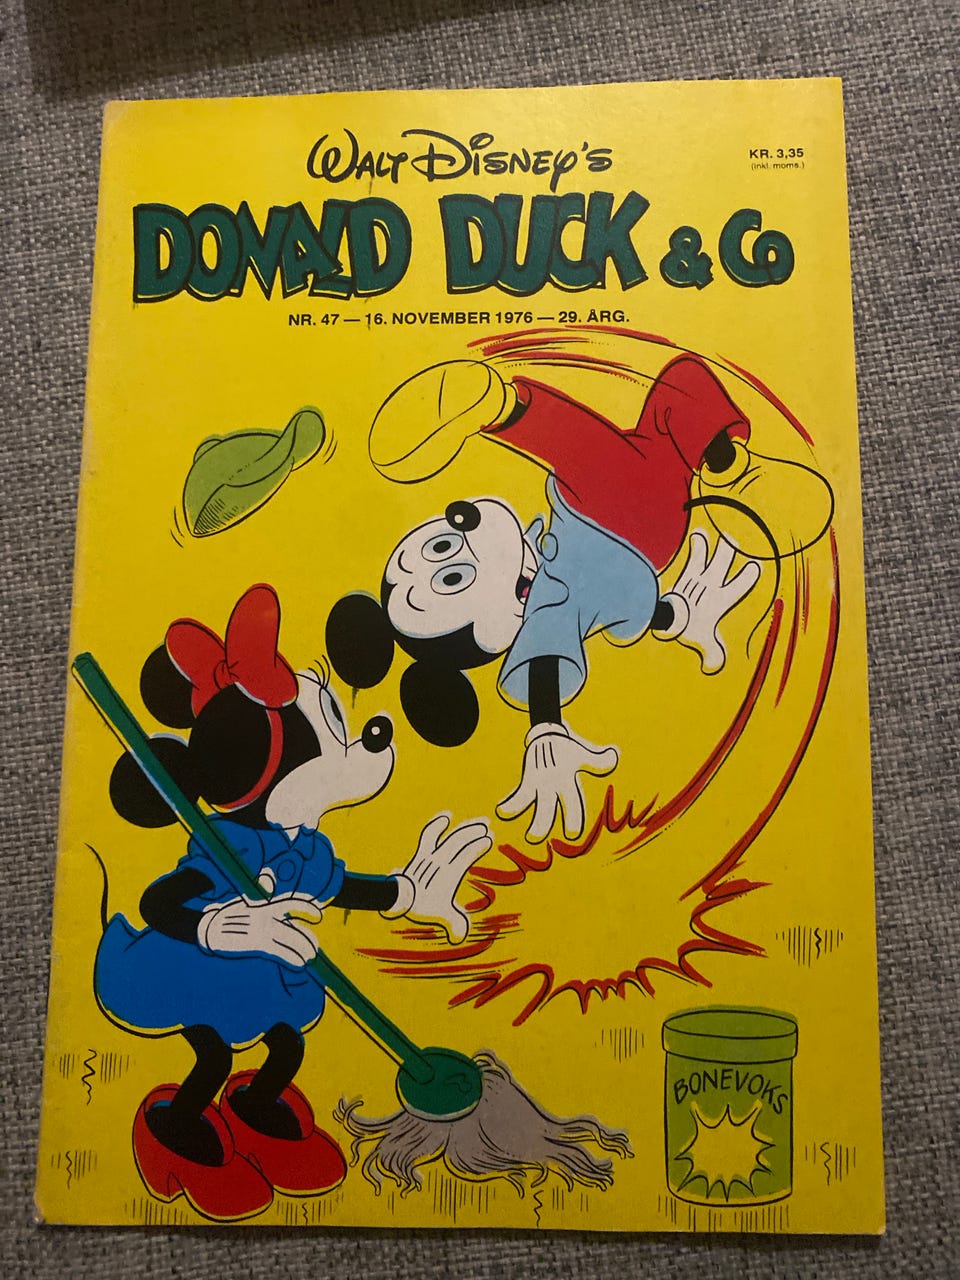 Walt Disney's
KR. 3,35
(inkl. moms.)
DONALD DUCK & Co
NR. 47 — 16. NOVEMBER 1976 — 29. ÅRG.
BONEVOKS